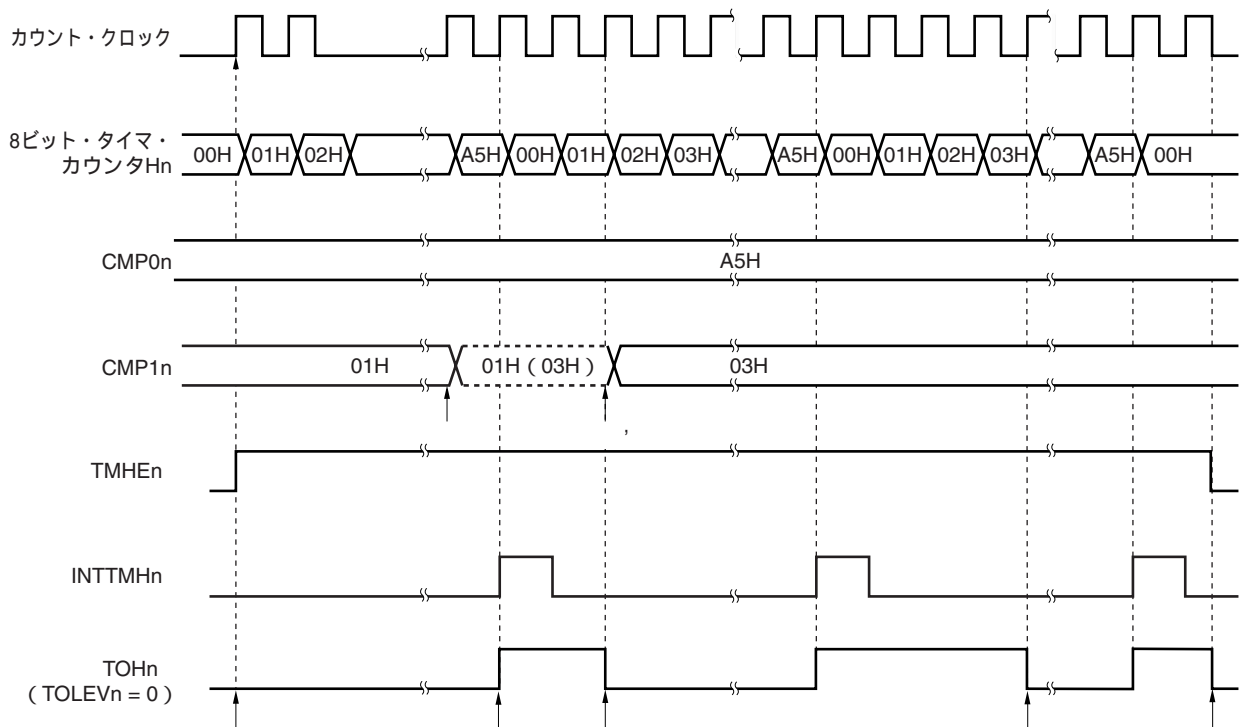 カウント・クロック
8ビット・タイマ・
カウンタHn
00H 01H 02H A5H 00H 01H 02H 03H A5H 00H 01H 02H 03H A5H 00H
CMP0n
A5H
CMP1n
01H 01H ( 03H ) 03H
,
TMHEn
INTTMHn
TOHn
( TOLEVn = 0 )